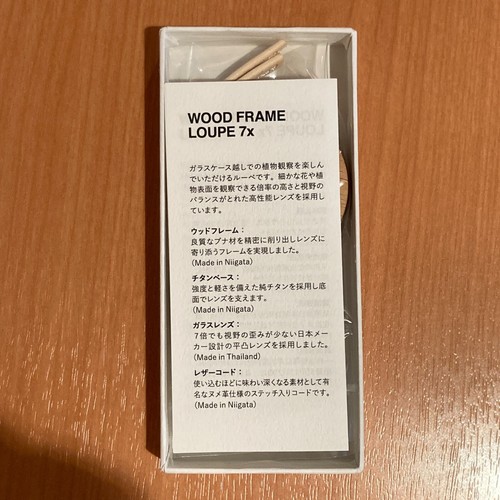 WOOD FRAME
LOUPE 7x
ガラスケース越しでの植物観察を楽しん
でいただけるルーペです。細かな花や植
物表面を観察できる倍率の高さと視野の
バランスがとれた高性能レンズを採用し
ています。
ウッドフレーム：
良質なブナ材を精密に削り出しレンズに
寄り添うフレームを実現しました。
(Made in Niigata)
チタンベース：
強度と軽さを備えた純チタンを採用し底
面でレンズを支えます。
(Made in Niigata)
ガラスレンズ：
7倍でも視野の歪みが少ない日本メー
カー設計の平凸レンズを採用しました。
(Made in Thailand)
レザーコード：
使い込むほどに味わい深くなる素材として有
名なヌメ革仕様のステッチ入りコードです。
(Made in Niigata)